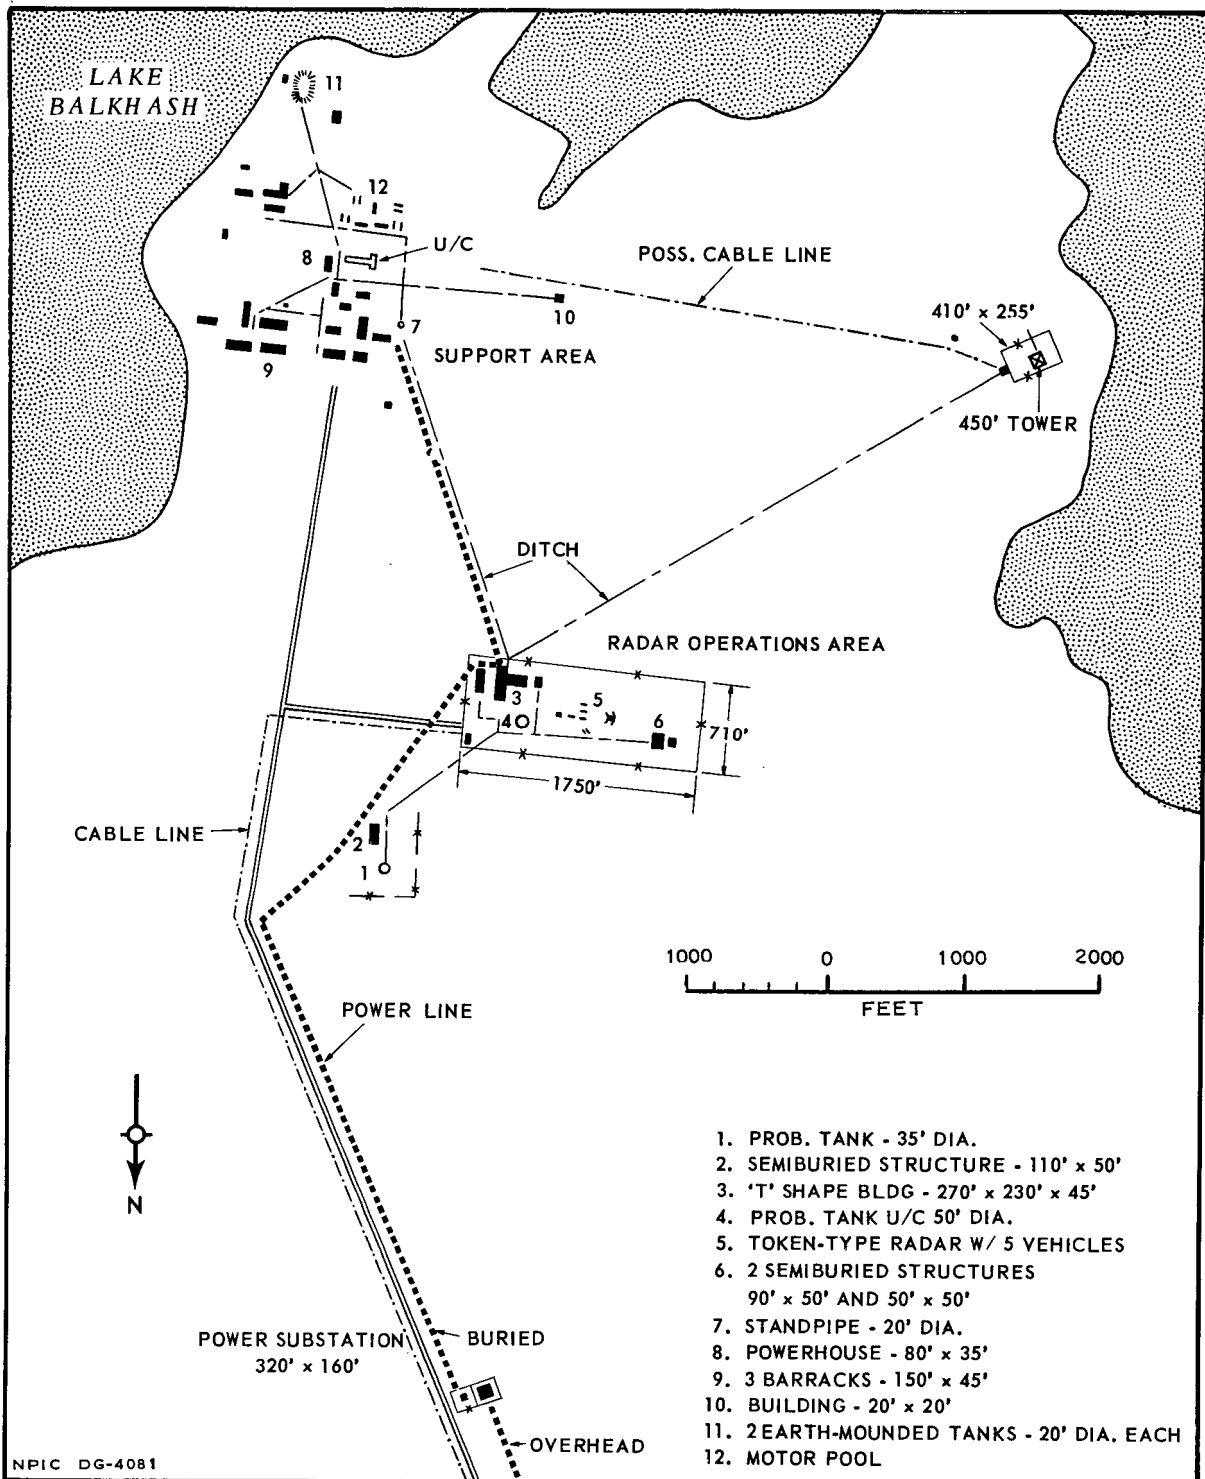 LAKE
BALKHASH
11
12
U/C
8
POSS. CABLE LINE
10
410' x 255'
7
SUPPORT AREA
9
450' TOWER
DITCH
RADAR OPERATIONS AREA
3
5
4
6
710'
1750'
CABLE LINE
2
1
1000 0 1000 2000
FEET
POWER LINE
N
1. PROB. TANK - 35' DIA.
2. SEMIBURIED STRUCTURE - 110' x 50'
3. 'T' SHAPE BLDG - 270' x 230' x 45'
4. PROB. TANK U/C 50' DIA.
5. TOKEN-TYPE RADAR W/ 5 VEHICLES
6. 2 SEMIBURIED STRUCTURES
90' x 50' AND 50' x 50'
7. STANDPIPE - 20' DIA.
8. POWERHOUSE - 80' x 35'
9. 3 BARRACKS - 150' x 45'
10. BUILDING - 20' x 20'
11. 2 EARTH-MOUNDED TANKS - 20' DIA. EACH
12. MOTOR POOL
POWER SUBSTATION
320' x 160'
BURIED
OVERHEAD
NPIC DG-4081